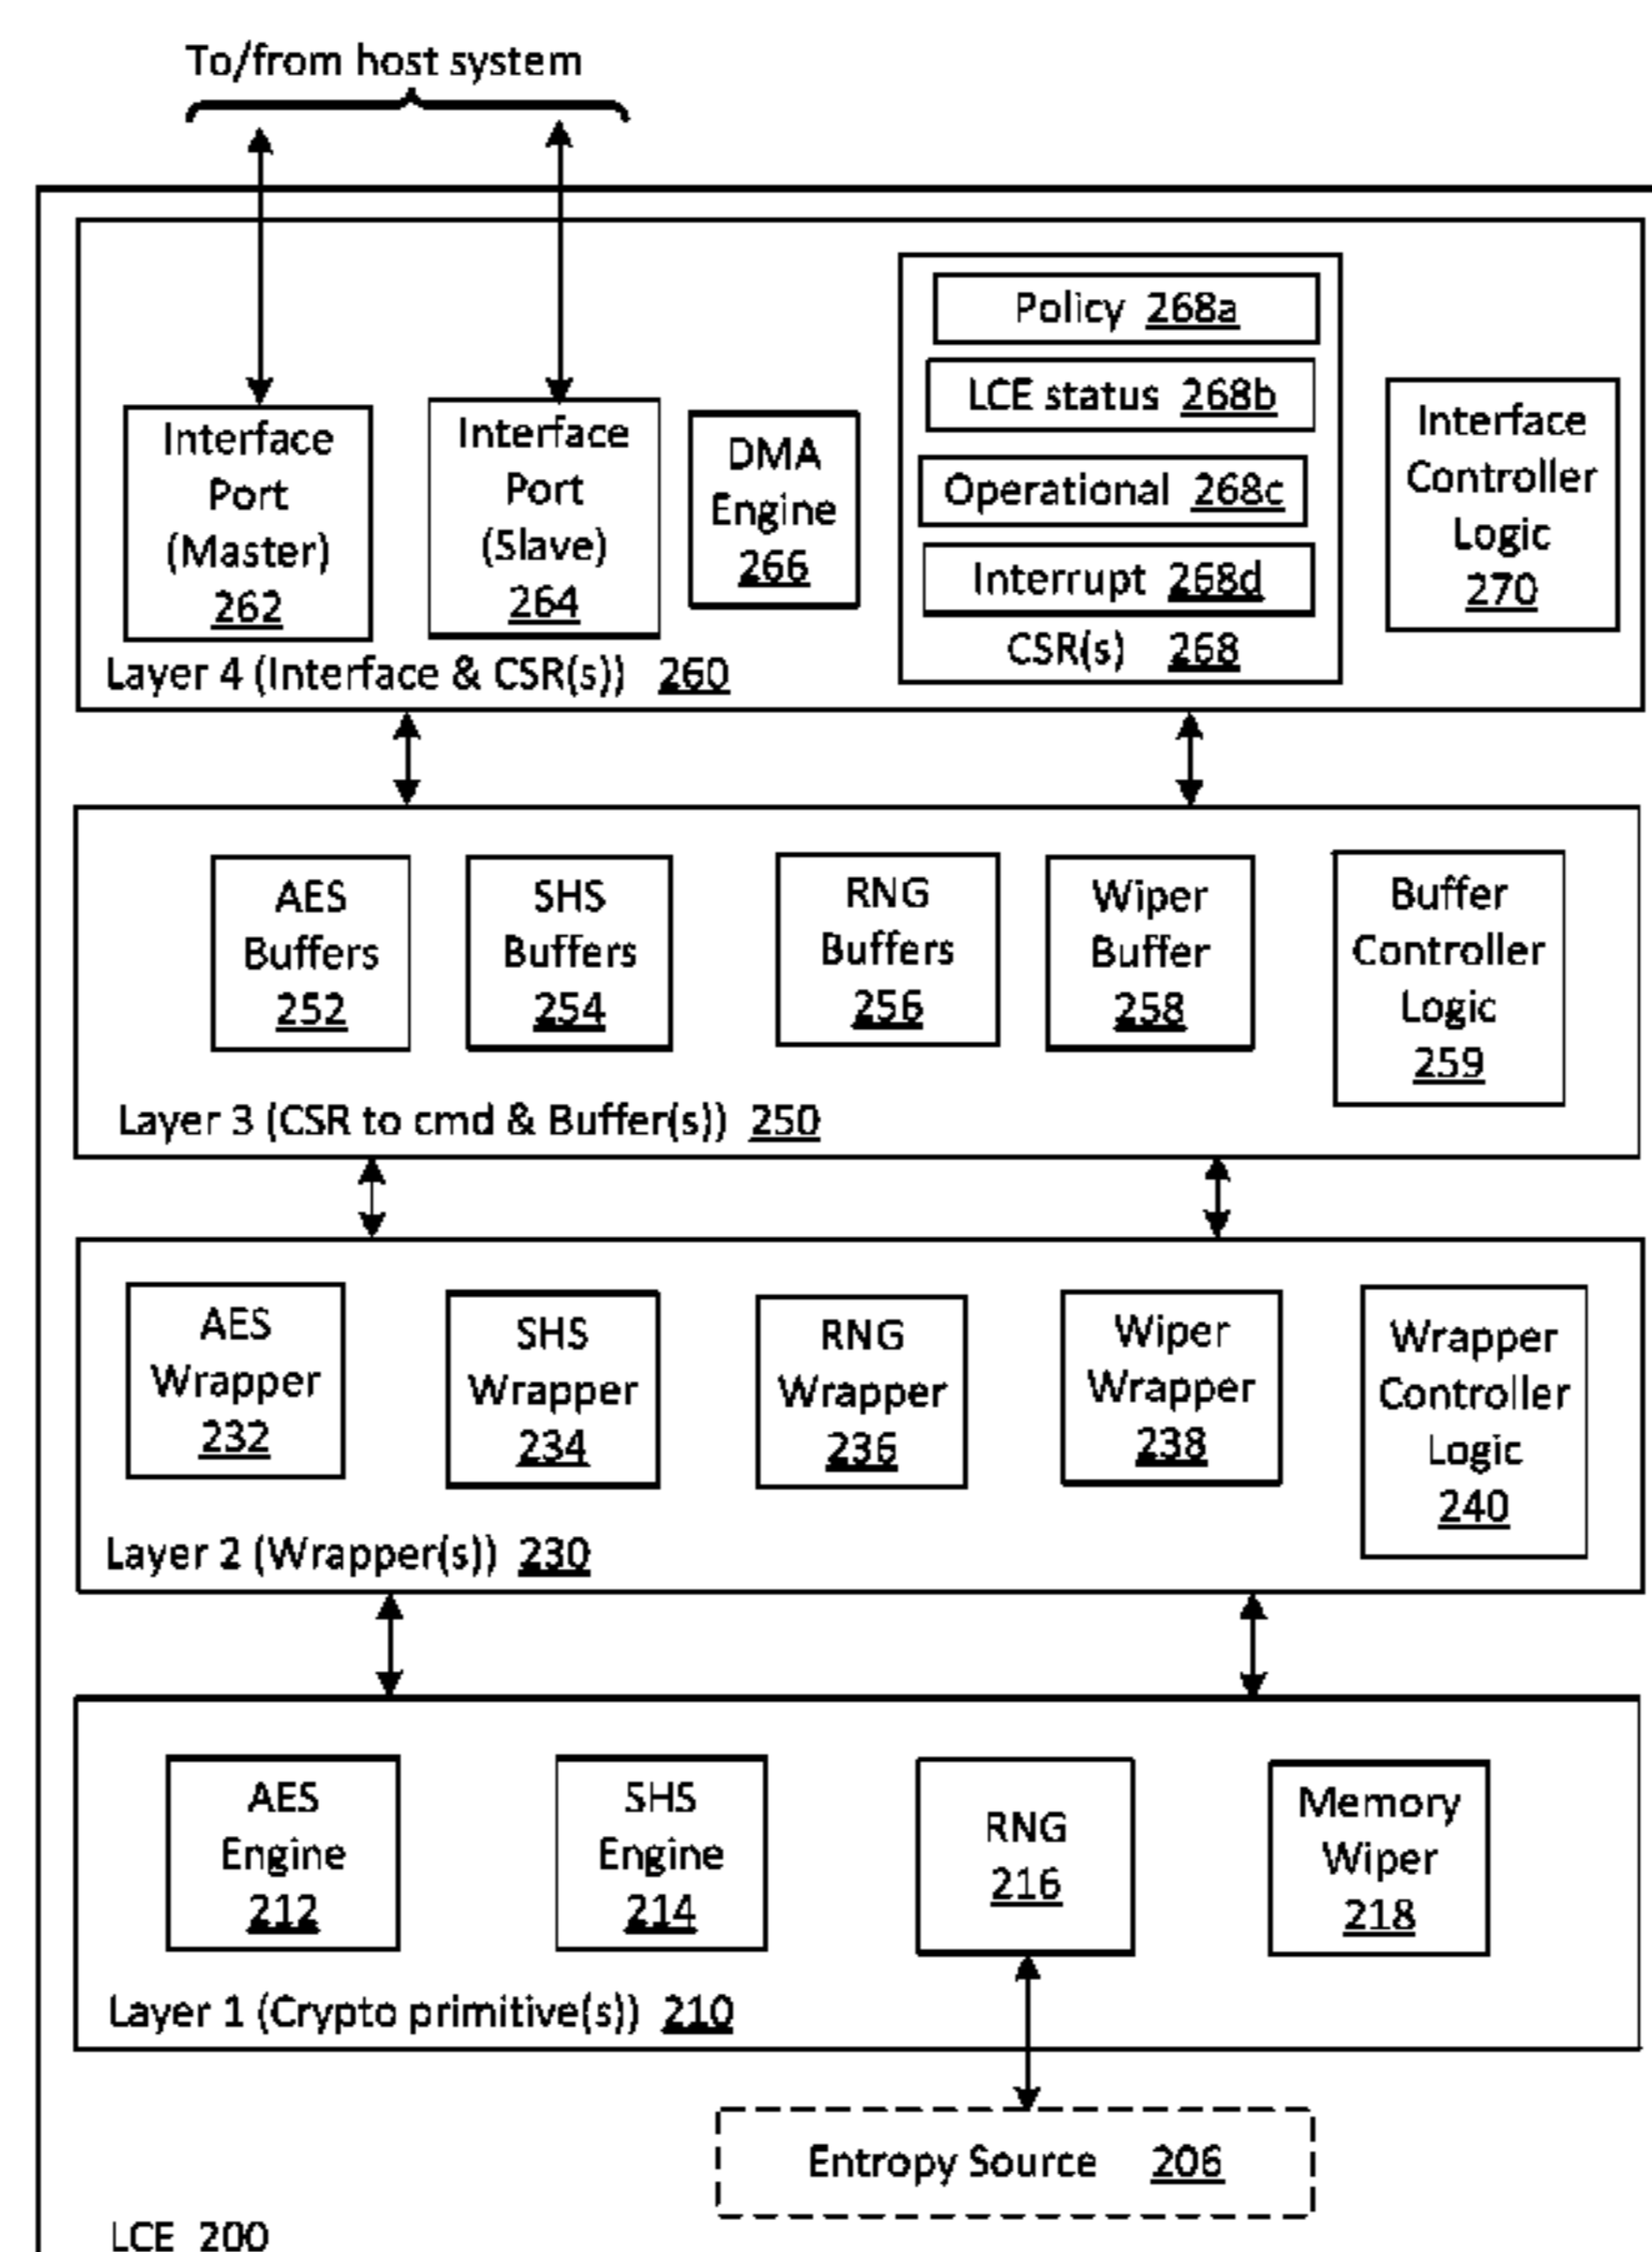 To/from host system
Policy 268a
LCE status 268b
Operational 268c
Interrupt 268d
CSR(s) 268
Interface
Port
(Master)
262
Interface
Port
(Slave)
264
DMA
Engine
266
Interface
Controller
Logic
270
Layer 4 (Interface & CSR(s)) 260
AES
Buffers
252
SHS
Buffers
254
RNG
Buffers
256
Wiper
Buffer
258
Buffer
Controller
Logic
259
Layer 3 (CSR to cmd & Buffer(s)) 250
AES
Wrapper
232
SHS
Wrapper
234
RNG
Wrapper
236
Wiper
Wrapper
238
Wrapper
Controller
Logic
240
Layer 2 (Wrapper(s)) 230
AES
Engine
212
SHS
Engine
214
RNG
216
Memory
Wiper
218
Layer 1 (Crypto primitive(s)) 210
Entropy Source 206
LCE 200